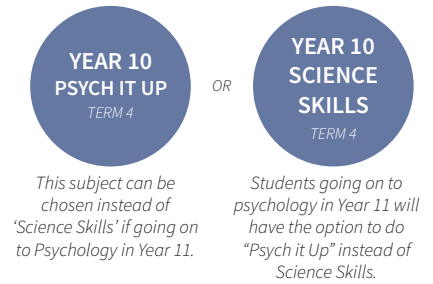 YEAR 10
PSYCH IT UP
TERM 4
OR
YEAR 10
SCIENCE
SKILLS
TERM 4
This subject can be
chosen instead of
‘Science Skills’ if going on
to Psychology in Year 11.
Students going on to
psychology in Year 11 will
have the option to do
“Psych it Up” instead of
Science Skills.